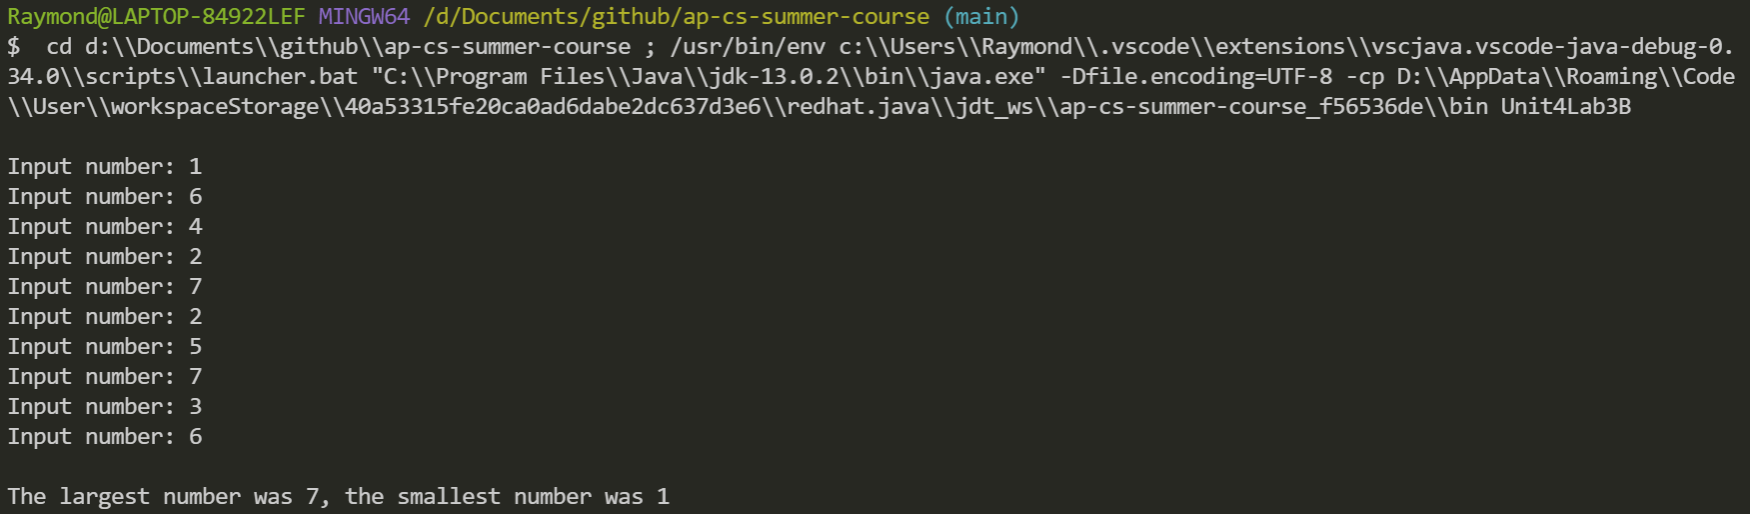 Raymond@LAPTOP-84922LEF MINGW64 /d/Documents/github/ap-cs-summer-course (main)
$  cd d:\\Documents\\github\\ap-cs-summer-course ; /usr/bin/env c:\\Users\\Raymond\\.vscode\\extensions\\vscjava.vscode-java-debug-0.
34.0\\scripts\\launcher.bat "C:\\Program Files\\Java\\jdk-13.0.2\\bin\\java.exe" -Dfile.encoding=UTF-8 -cp D:\\AppData\\Roaming\\Code
\\User\\workspaceStorage\\40a53315fe20ca0ad6dabe2dc637d3e6\\redhat.java\\jdt_ws\\ap-cs-summer-course_f56536de\\bin Unit4Lab3B
Input number: 1
Input number: 6
Input number: 4
Input number: 2
Input number: 7
Input number: 2
Input number: 5
Input number: 7
Input number: 3
Input number: 6
The largest number was 7, the smallest number was 1